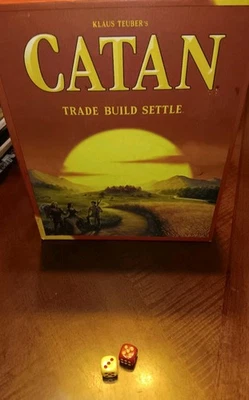 KLAUS TEUBER's
CATAN
TRADE BUILD SETTLE